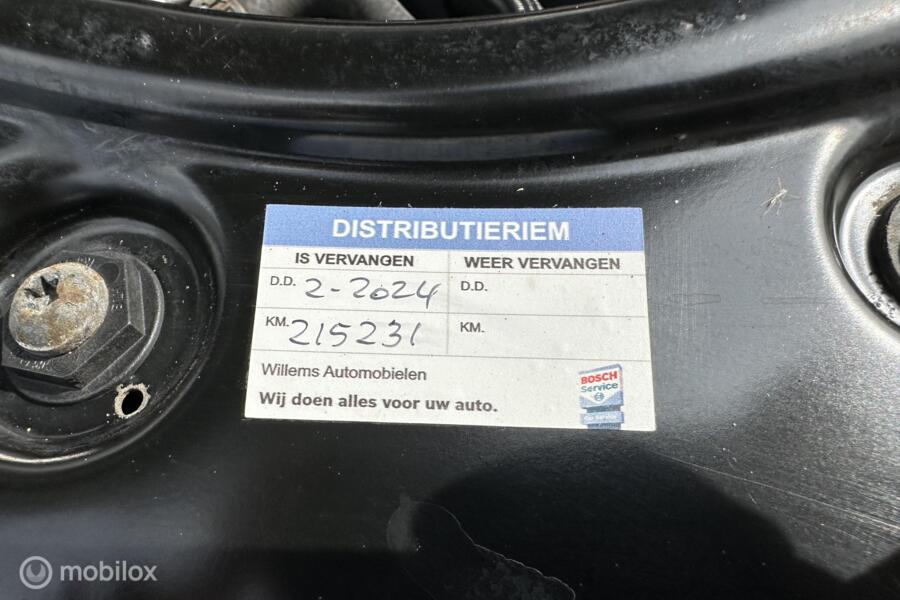 DISTRIBUTIERIEM
IS VERVANGEN WEER VERVANGEN
D.D. 2-2024 D.D.
KM. 215231 KM.
Willems Automobielen
Wij doen alles voor uw auto.
BOSCH
Service
mobilox